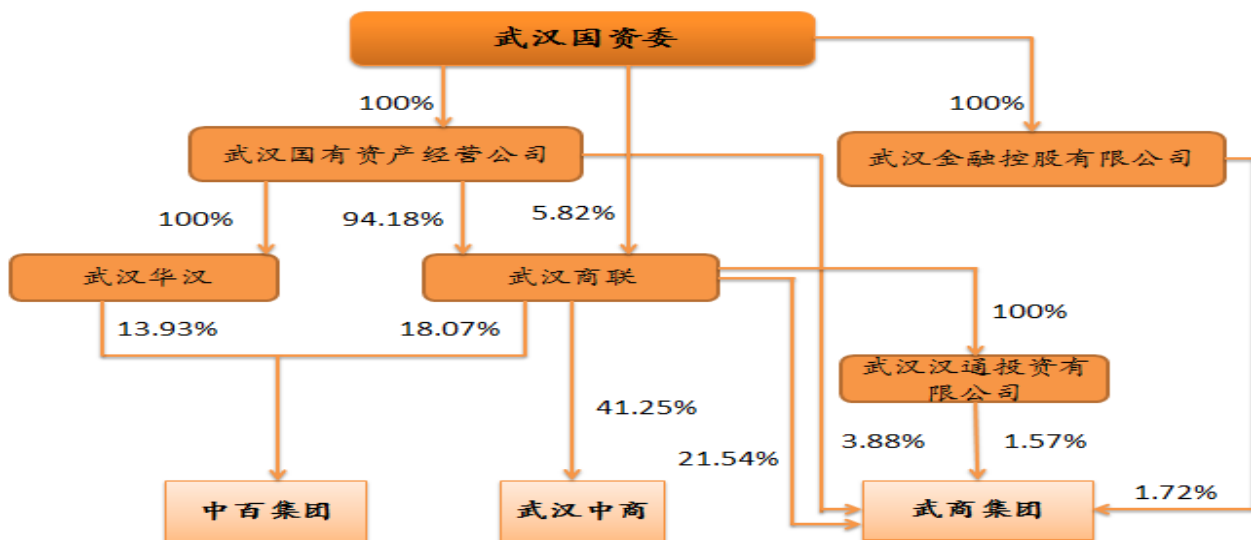 武汉国资委
100%
100%
武汉国有资产经营公司
武汉金融控股有限公司
100%
94.18%
5.82%
武汉华汉
武汉商联
13.93%
18.07%
100%
武汉汉通投资有
限公司
41.25%
21.54%
3.88%
1.57%
1.72%
中百集团
武汉中商
武商集团